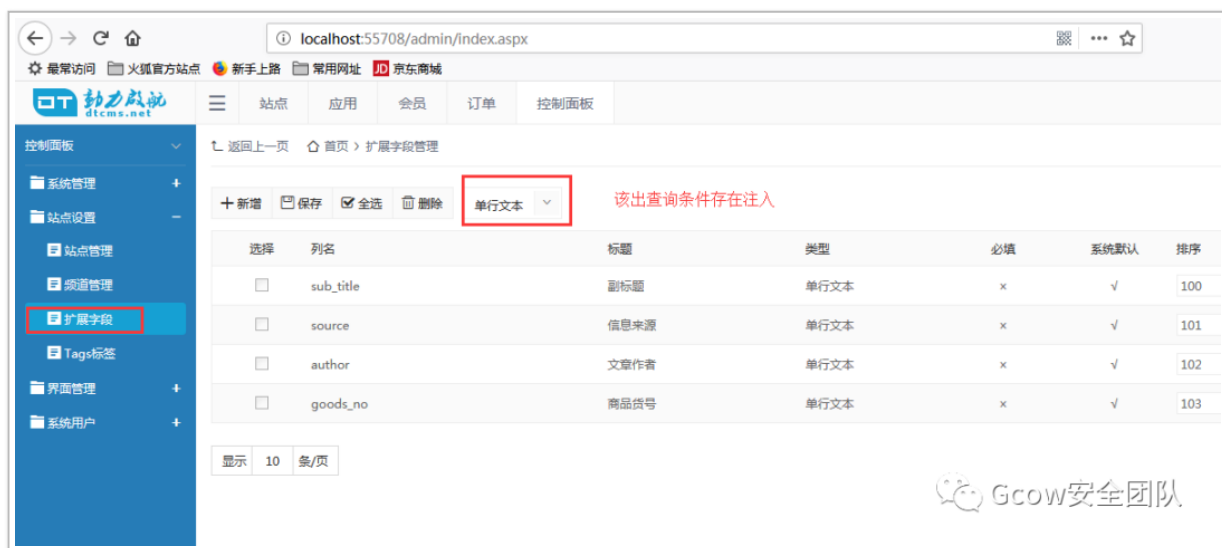 localhost:55708/admin/index.aspx
最常访问 火狐官方站点 新手上路 常用网址 JD 京东商城
DT 动力启航 dtcms.net
站点 应用 会员 订单 控制面板
控制面板
返回上一页 首页 › 扩展字段管理
系统管理 +
站点设置 −
站点管理
频道管理
扩展字段
Tags标签
界面管理 +
系统用户 +
+新增 保存 全选 删除 单行文本 该出查询条件存在注入
选择 列名 标题 类型 必填 系统默认 排序
sub_title 副标题 单行文本 × √ 100
source 信息来源 单行文本 × √ 101
author 文章作者 单行文本 × √ 102
goods_no 商品货号 单行文本 × √ 103
显示 10 条/页
Gcow安全团队